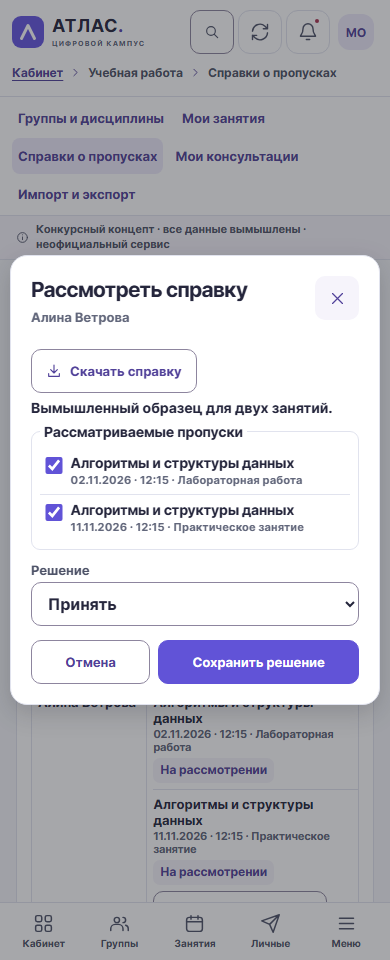 АТЛАС.
ЦИФРОВОЙ КАМПУС
МО
Кабинет
Учебная работа
Справки о пропусках
Группы и дисциплины
Мои занятия
Справки о пропусках
Мои консультации
Импорт и экспорт
Конкурсный концепт · все данные вымышлены ·
неофициальный сервис
Рассмотреть справку
Алина Ветрова
Скачать справку
Вымышленный образец для двух занятий.
Рассматриваемые пропуски
Алгоритмы и структуры данных
02.11.2026 · 12:15 · Лабораторная работа
Алгоритмы и структуры данных
11.11.2026 · 12:15 · Практическое занятие
Решение
Принять
Отмена
Сохранить решение
Алина Ветрова
Алгоритмы и структуры
данных
02.11.2026 · 12:15 · Лабораторная
работа
На рассмотрении
Алгоритмы и структуры
данных
11.11.2026 · 12:15 · Практическое
занятие
На рассмотрении
Кабинет
Группы
Занятия
Личные
Меню